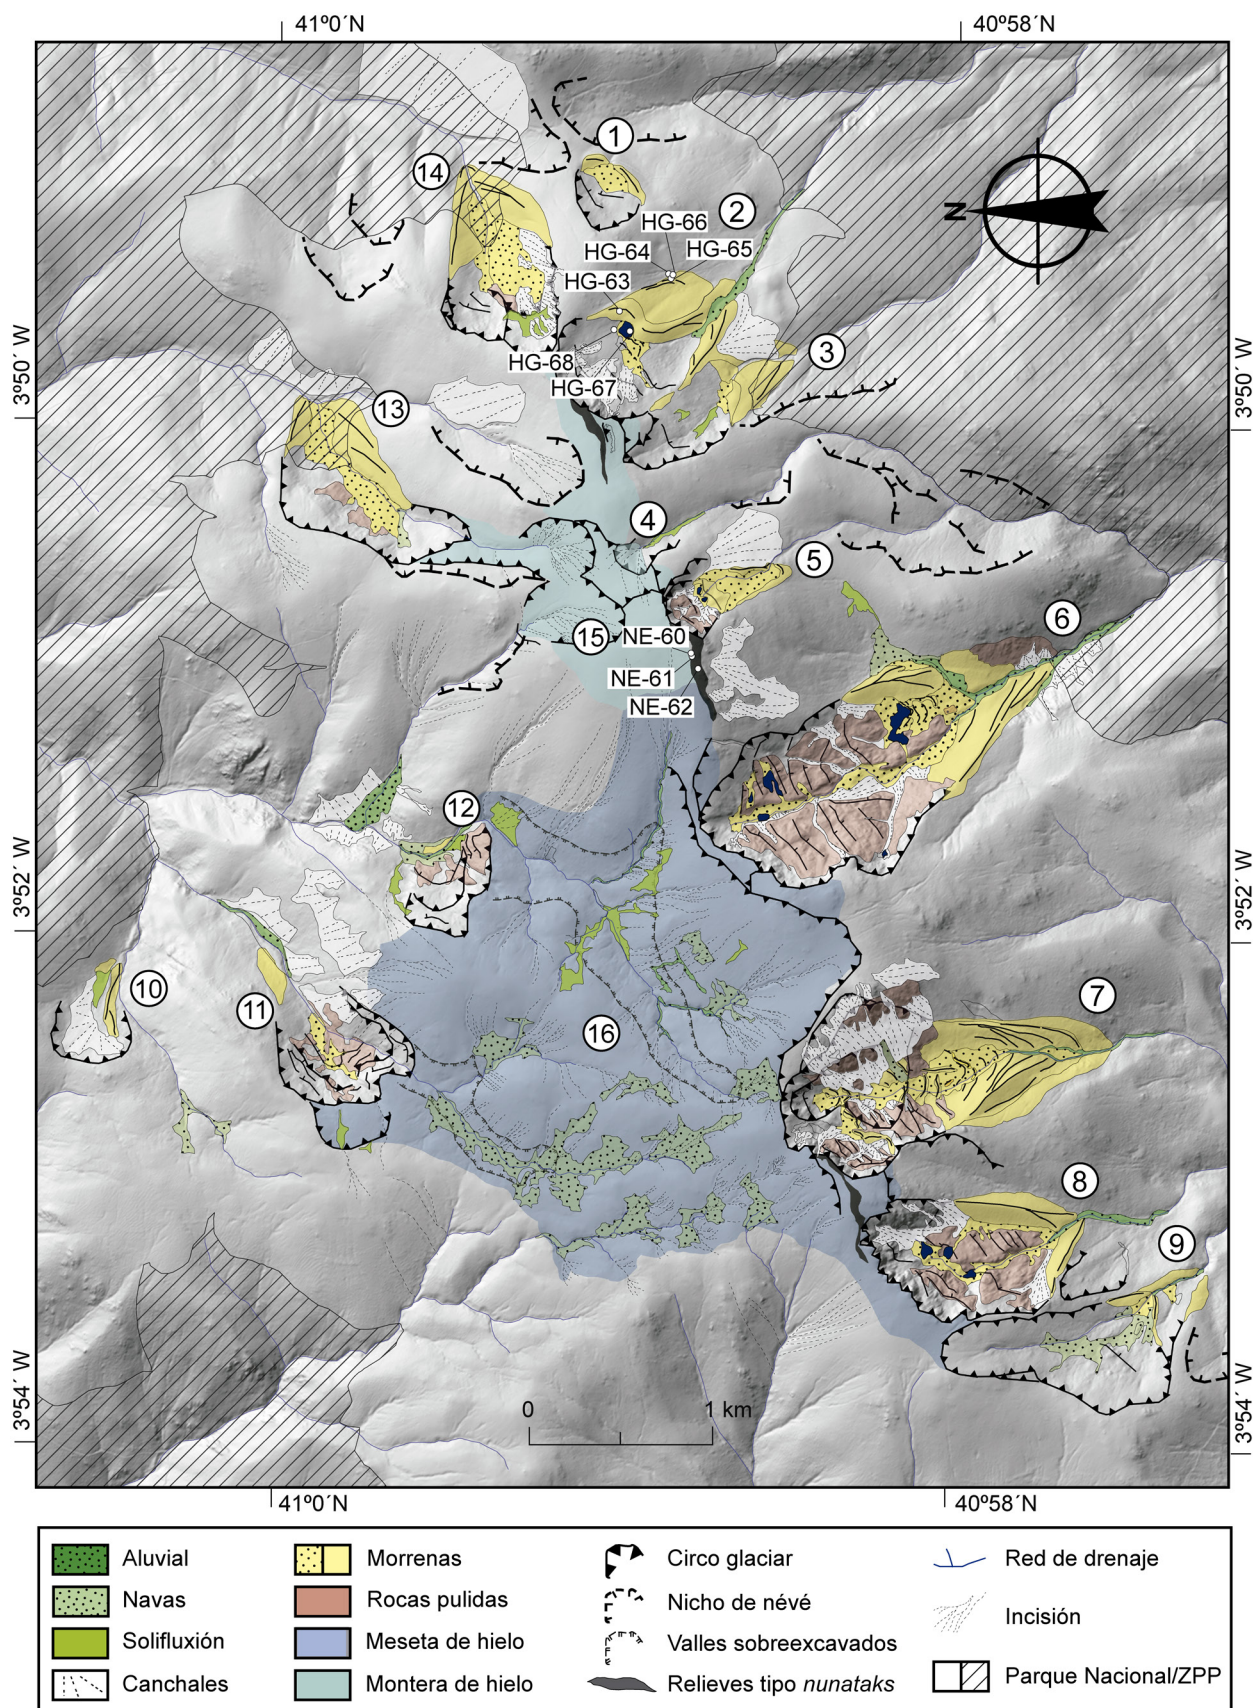 41º0´N
40º58´N
1
14
2
HG-66
HG-64
HG-65
HG-63
N
3º50´ W
3º50´ W
3
HG-68
HG-67
13
4
5
15
NE-60
6
NE-61
NE-62
12
3º52´ W
3º52´ W
10
7
11
16
8
9
3º54´ W
3º54´ W
0
1 km
41º0´N
40º58´N
Aluvial
Navas
Solifluxión
Canchales
Morrenas
Rocas pulidas
Meseta de hielo
Montera de hielo
Circo glaciar
Nicho de névé
Valles sobreexcavados
Relieves tipo nunataks
Red de drenaje
Incisión
Parque Nacional/ZPP